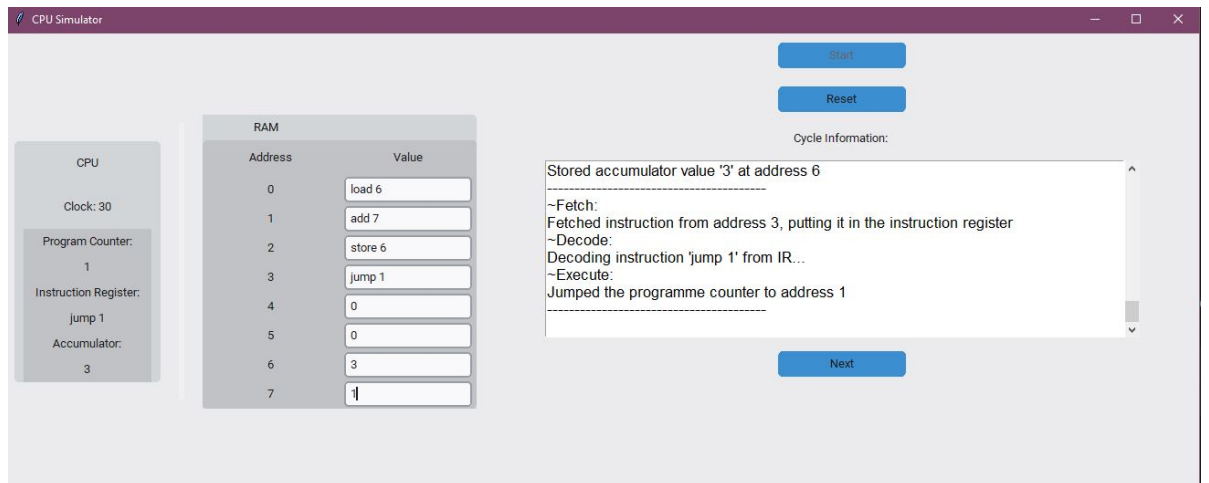 CPU Simulator
CPU
Clock: 30
Program Counter:
1
Instruction Register:
jump 1
Accumulator:
3
RAM
Address Value
0 load 6
1 add 7
2 store 6
3 jump 1
4 0
5 0
6 3
7 1
Start
Reset
Cycle Information:
Stored accumulator value '3' at address 6
----------------------------------------
~Fetch:
Fetched instruction from address 3, putting it in the instruction register
~Decode:
Decoding instruction 'jump 1' from IR...
~Execute:
Jumped the programme counter to address 1
----------------------------------------
Next